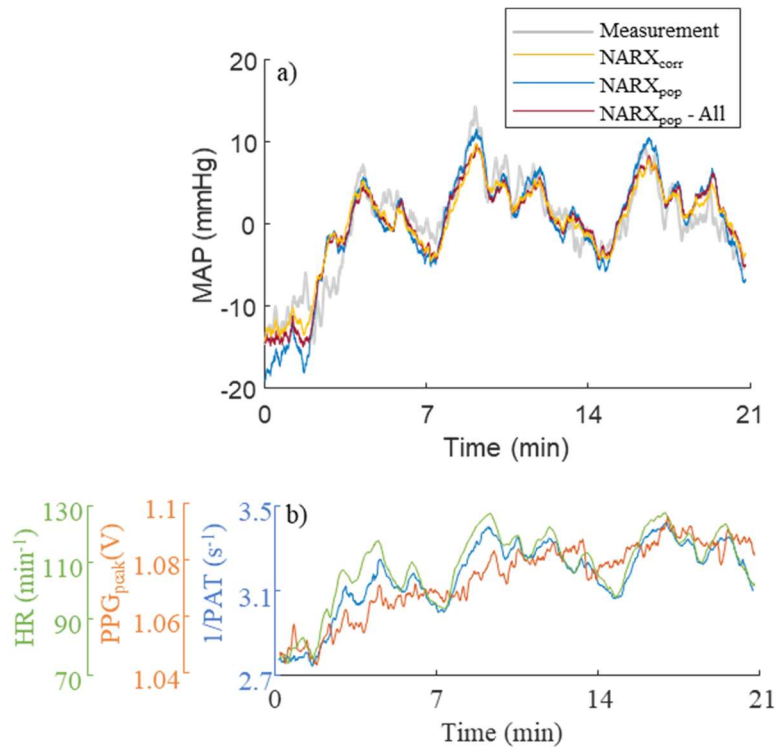 Measurement
NARXcorr
NARXpop
NARXpop - All
a)
20
10
0
-10
-20
MAP (mmHg)
0 7 14 21
Time (min)
b)
HR (min-1)
130
110
90
70
PPGpeak(V)
1.1
1.08
1.06
1.04
1/PAT (s-1)
3.5
3.1
2.7
0 7 14 21
Time (min)